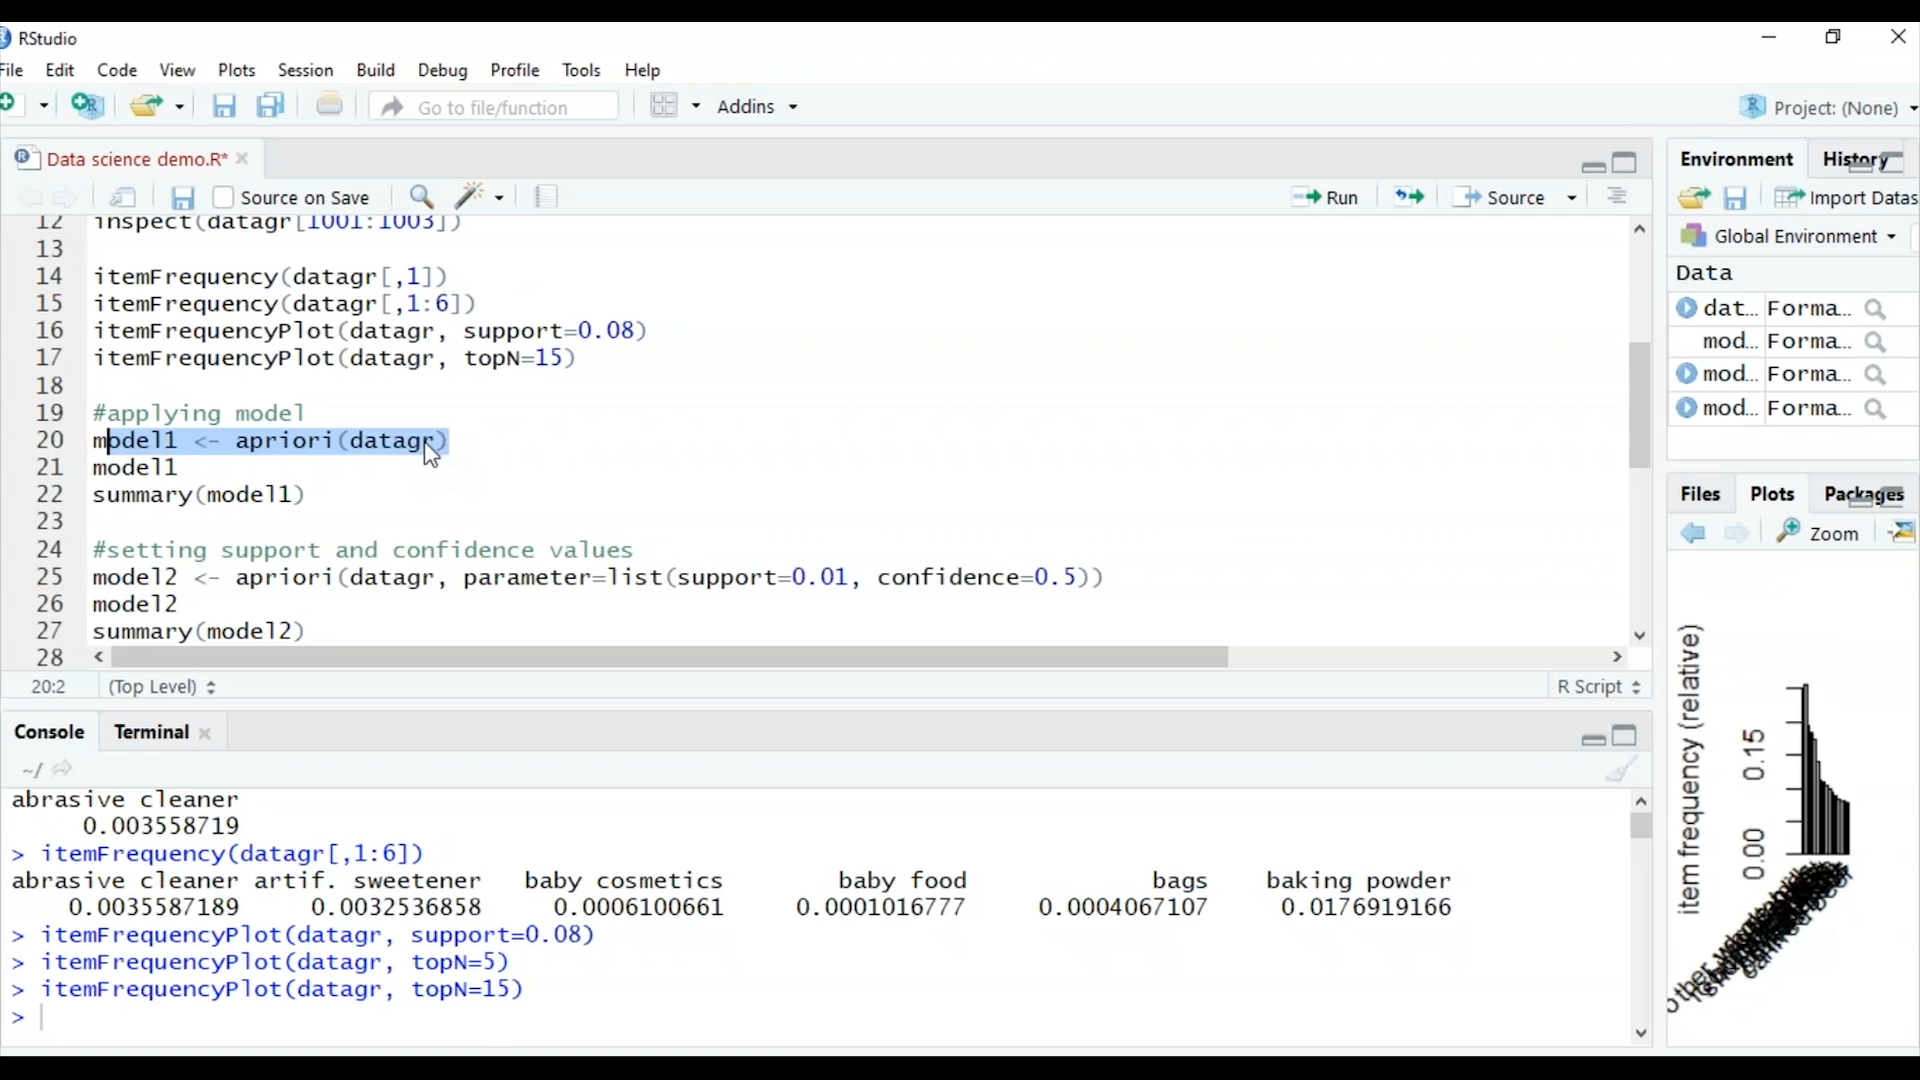 RStudio
File Edit Code View Plots Session Build Debug Profile Tools Help
Go to file/function Addins Project: (None)
Data science demo.R* Environment History
Source on Save Run Source Import Datas
Global Environment
12 inspect(datagr[1001:1003])
13
14 itemFrequency(datagr[,1])
15 itemFrequency(datagr[,1:6])
16 itemFrequencyPlot(datagr, support=0.08)
17 itemFrequencyPlot(datagr, topN=15)
18
19 #applying model
20 model1 <- apriori(datagr)
21 model1
22 summary(model1)
23
24 #setting support and confidence values
25 model2 <- apriori(datagr, parameter=list(support=0.01, confidence=0.5))
26 model2
27 summary(model2)
28
20:2 (Top Level) R Script
Data
dat... Forma...
mod... Forma...
mod... Forma...
mod... Forma...
Files Plots Packages
Zoom
item frequency (relative)
0.00 0.15
Console Terminal
~/
abrasive cleaner
0.003558719
> itemFrequency(datagr[,1:6])
abrasive cleaner artif. sweetener baby cosmetics baby food bags baking powder
0.0035587189 0.0032536858 0.0006100661 0.0001016777 0.0004067107 0.0176919166
> itemFrequencyPlot(datagr, support=0.08)
> itemFrequencyPlot(datagr, topN=5)
> itemFrequencyPlot(datagr, topN=15)
>